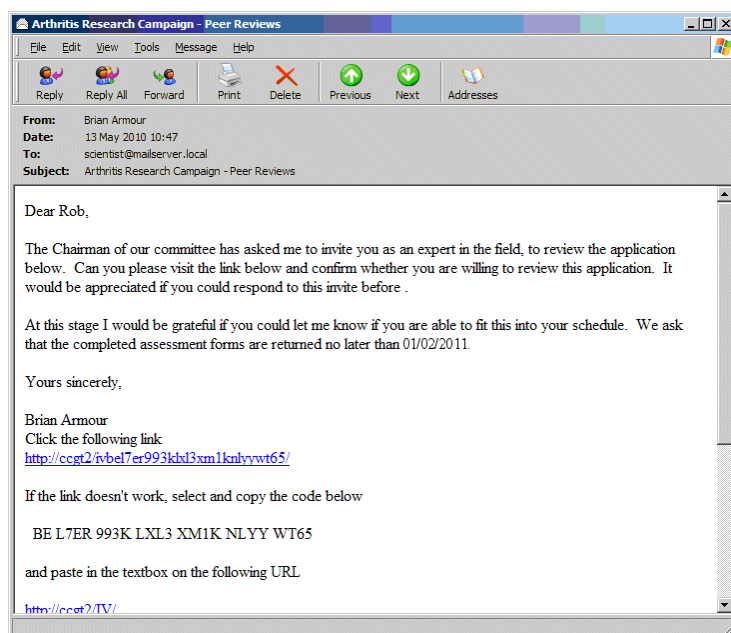 Arthritis Research Campaign - Peer Reviews
File Edit View Tools Message Help
Reply Reply All Forward Print Delete Previous Next Addresses
From: Brian Armour
Date: 13 May 2010 10:47
To: scientist@mailserver.local
Subject: Arthritis Research Campaign - Peer Reviews
Dear Rob,
The Chairman of our committee has asked me to invite you as an expert in the field, to review the application
below. Can you please visit the link below and confirm whether you are willing to review this application. It
would be appreciated if you could respond to this invite before .
At this stage I would be grateful if you could let me know if you are able to fit this into your schedule. We ask
that the completed assessment forms are returned no later than 01/02/2011.
Yours sincerely,
Brian Armour
Click the following link
http://ccgt2/ivbel7er993klxl3xm1knlyywt65/
If the link doesn't work, select and copy the code below
BE L7ER 993K LXL3 XM1K NLYY WT65
and paste in the textbox on the following URL
http://ccgt2/IV/